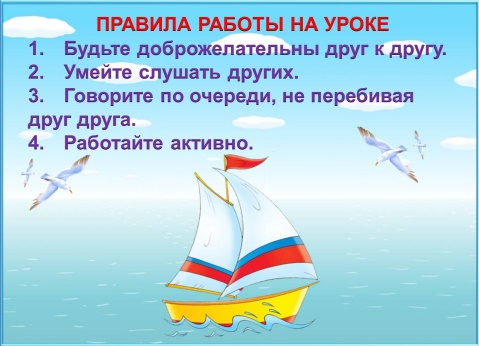 ПРАВИЛА РАБОТЫ НА УРОКЕ
1. Будьте доброжелательны друг к другу.
2. Умейте слушать других.
3. Говорите по очереди, не перебивая
друг друга.
4. Работайте активно.